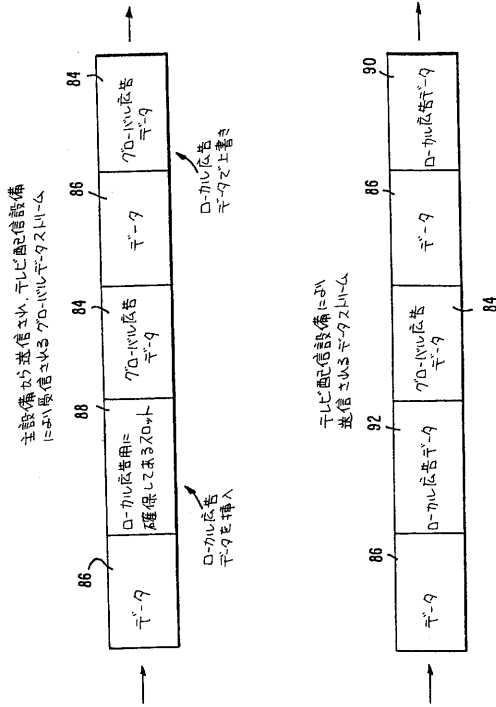 主設備から送信され、テレビ配信設備
により受信されるグローバルデータストリーム
86
88
84
86
84
データ
ローカル広告用に
確保してあるスロット
グローバル広告
データ
データ
グローバル広告
データ
ローカル広告
データを挿入
ローカル広告
データで上書き
テレビ配信設備により
送信されるデータストリーム
86
92
86
90
データ
ローカル広告データ
グローバル広告
データ
データ
ローカル広告データ
84